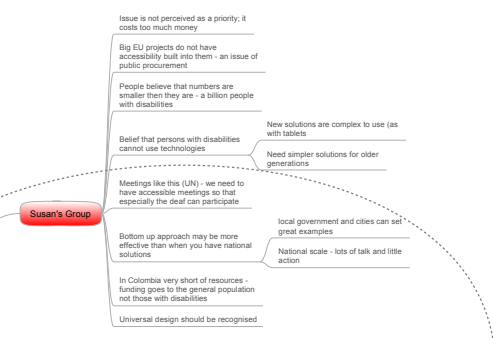 Issue is not perceived as a priority; it
costs too much money
Big EU projects do not have
accessibility built into them - an issue of
public procurement
People believe that numbers are
smaller then they are - a billion people
with disabilities
Belief that persons with disabilities
cannot use technologies
New solutions are complex to use (as
with tablets
Need simpler solutions for older
generations
Meetings like this (UN) - we need to
have accessible meetings so that
especially the deaf can participate
Susan's Group
Bottom up approach may be more
effective than when you have national
solutions
local government and cities can set
great examples
National scale - lots of talk and little
action
In Colombia very short of resources -
funding goes to the general population
not those with disabilities
Universal design should be recognised